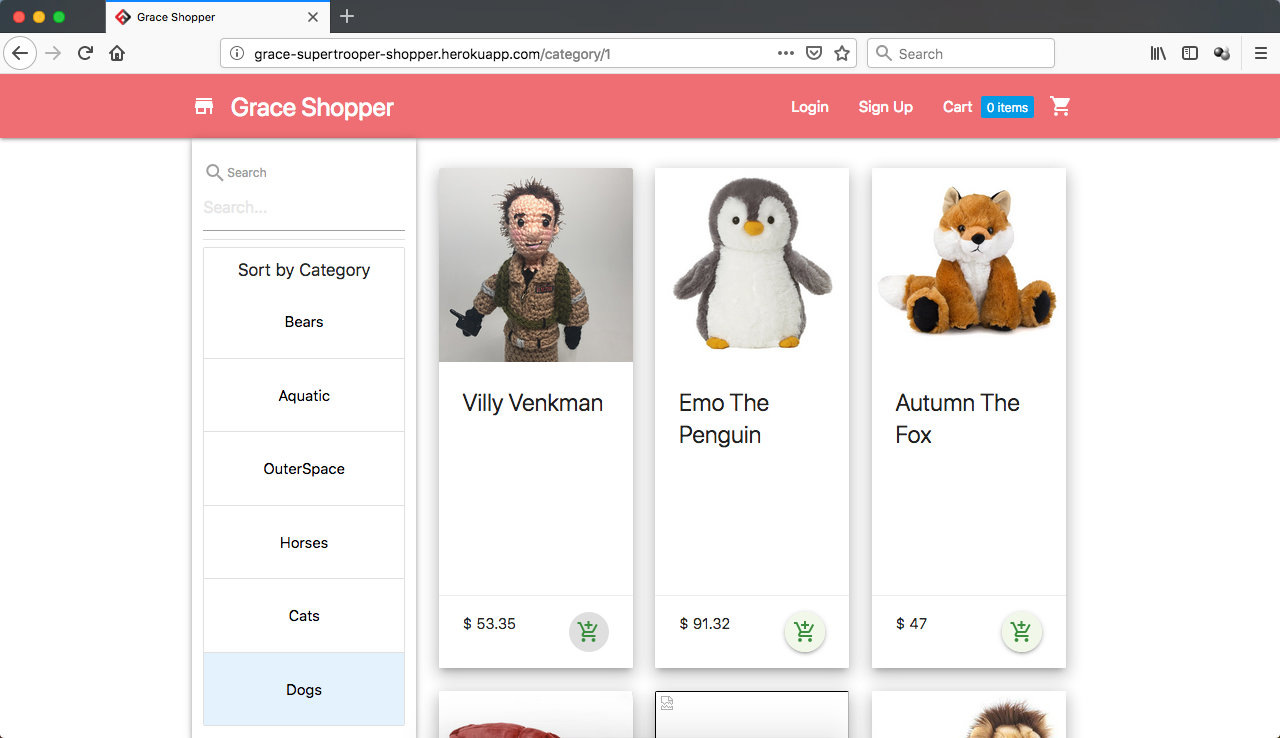 Grace Shopper
grace-supertrooper-shopper.herokuapp.com/category/1
Search
Grace Shopper
Login
Sign Up
Cart
0 items
Search
Search...
Sort by Category
Bears
Aquatic
OuterSpace
Horses
Cats
Dogs
Villy Venkman
$ 53.35
Emo The
Penguin
$ 91.32
Autumn The
Fox
$ 47